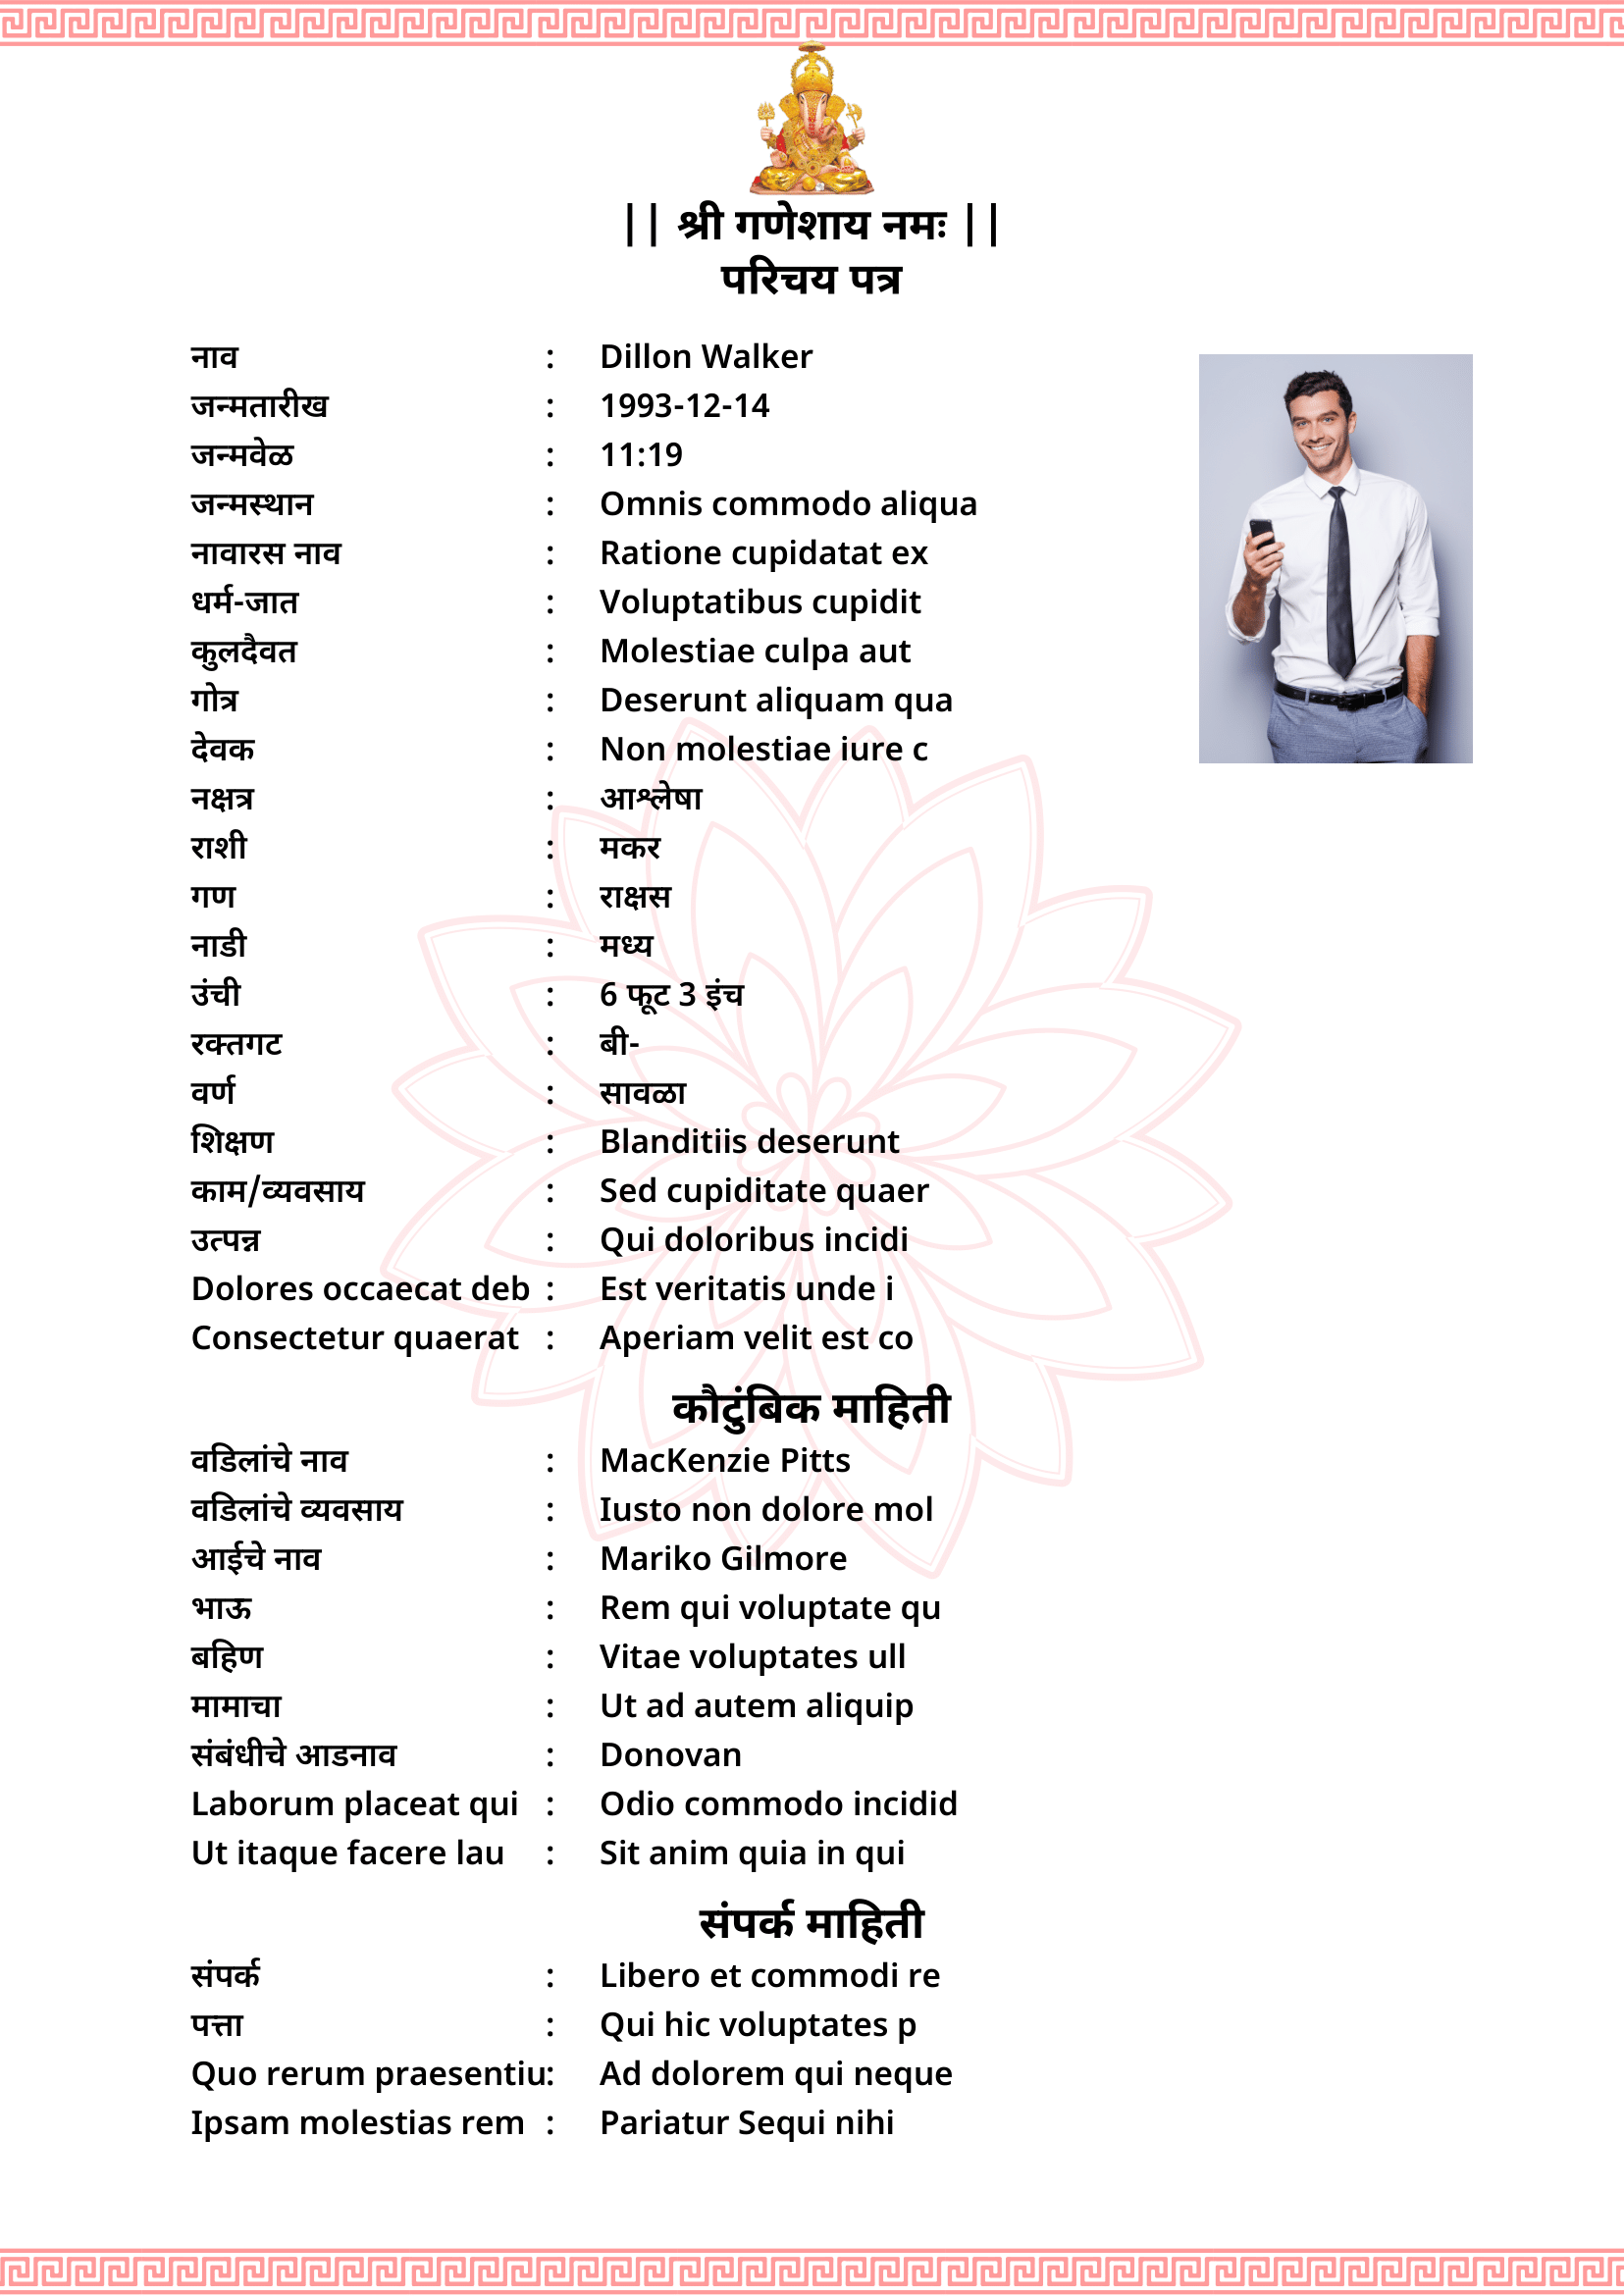 || श्री गणेशाय नमः ||
परिचय पत्र
नाव : Dillon Walker
जन्मतारीख : 1993-12-14
जन्मवेळ : 11:19
जन्मस्थान : Omnis commodo aliqua
नावारस नाव : Ratione cupidatat ex
धर्म-जात : Voluptatibus cupidit
कुलदैवत : Molestiae culpa aut
गोत्र : Deserunt aliquam qua
देवक : Non molestiae iure c
नक्षत्र : आश्लेषा
राशी : मकर
गण : राक्षस
नाडी : मध्य
उंची : 6 फूट 3 इंच
रक्तगट : बी-
वर्ण : सावळा
शिक्षण : Blanditiis deserunt
काम/व्यवसाय : Sed cupiditate quaer
उत्पन्न : Qui doloribus incidi
Dolores occaecat deb : Est veritatis unde i
Consectetur quaerat : Aperiam velit est co
कौटुंबिक माहिती
वडिलांचे नाव : MacKenzie Pitts
वडिलांचे व्यवसाय : Iusto non dolore mol
आईचे नाव : Mariko Gilmore
भाऊ : Rem qui voluptate qu
बहिण : Vitae voluptates ull
मामाचा : Ut ad autem aliquip
संबंधीचे आडनाव : Donovan
Laborum placeat qui : Odio commodo incidid
Ut itaque facere lau : Sit anim quia in qui
संपर्क माहिती
संपर्क : Libero et commodi re
पत्ता : Qui hic voluptates p
Quo rerum praesentiu: Ad dolorem qui neque
Ipsam molestias rem : Pariatur Sequi nihi